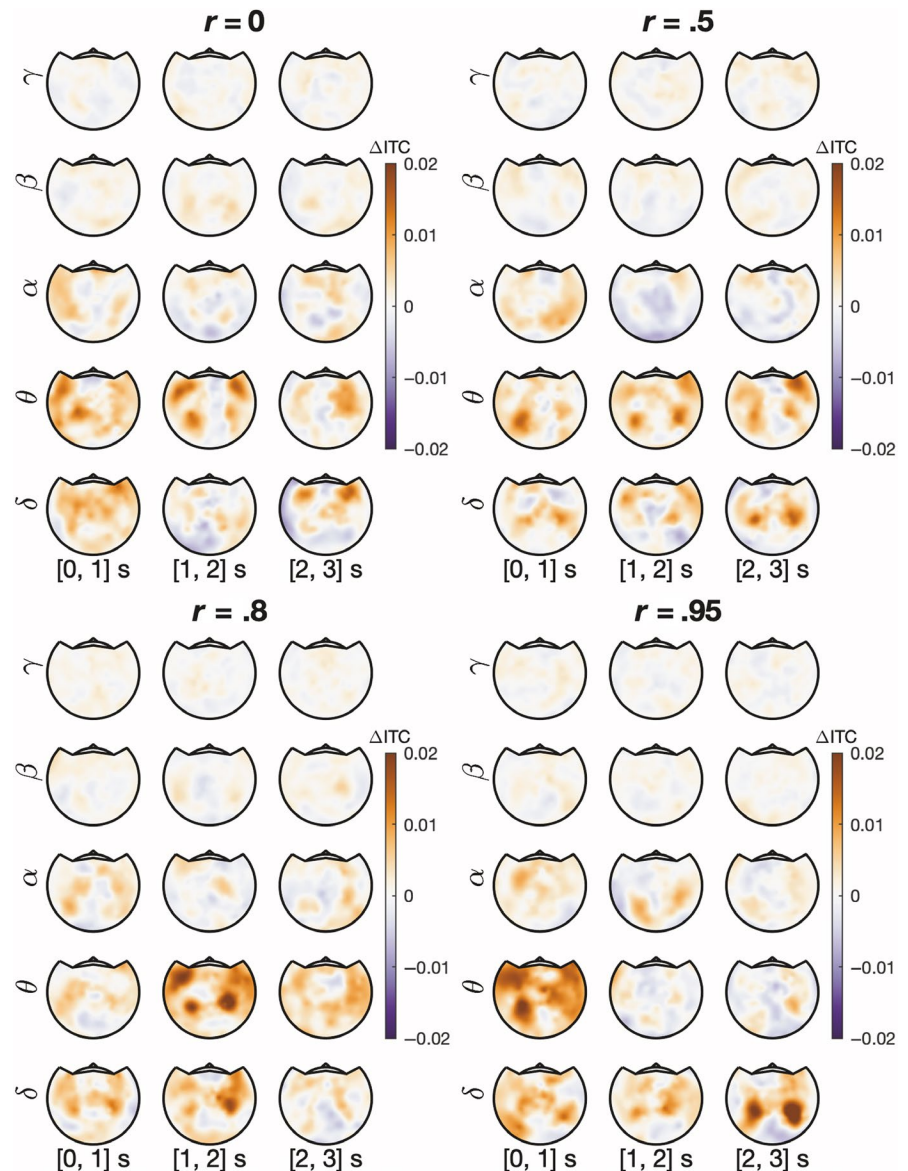 r = 0
γ
β
α
θ
δ
[0, 1] s [1, 2] s [2, 3] s
ΔITC
0.02
0.01
0
−0.01
−0.02
r = .5
γ
β
α
θ
δ
[0, 1] s [1, 2] s [2, 3] s
ΔITC
0.02
0.01
0
−0.01
−0.02
r = .8
γ
β
α
θ
δ
[0, 1] s [1, 2] s [2, 3] s
ΔITC
0.02
0.01
0
−0.01
−0.02
r = .95
γ
β
α
θ
δ
[0, 1] s [1, 2] s [2, 3] s
ΔITC
0.02
0.01
0
−0.01
−0.02